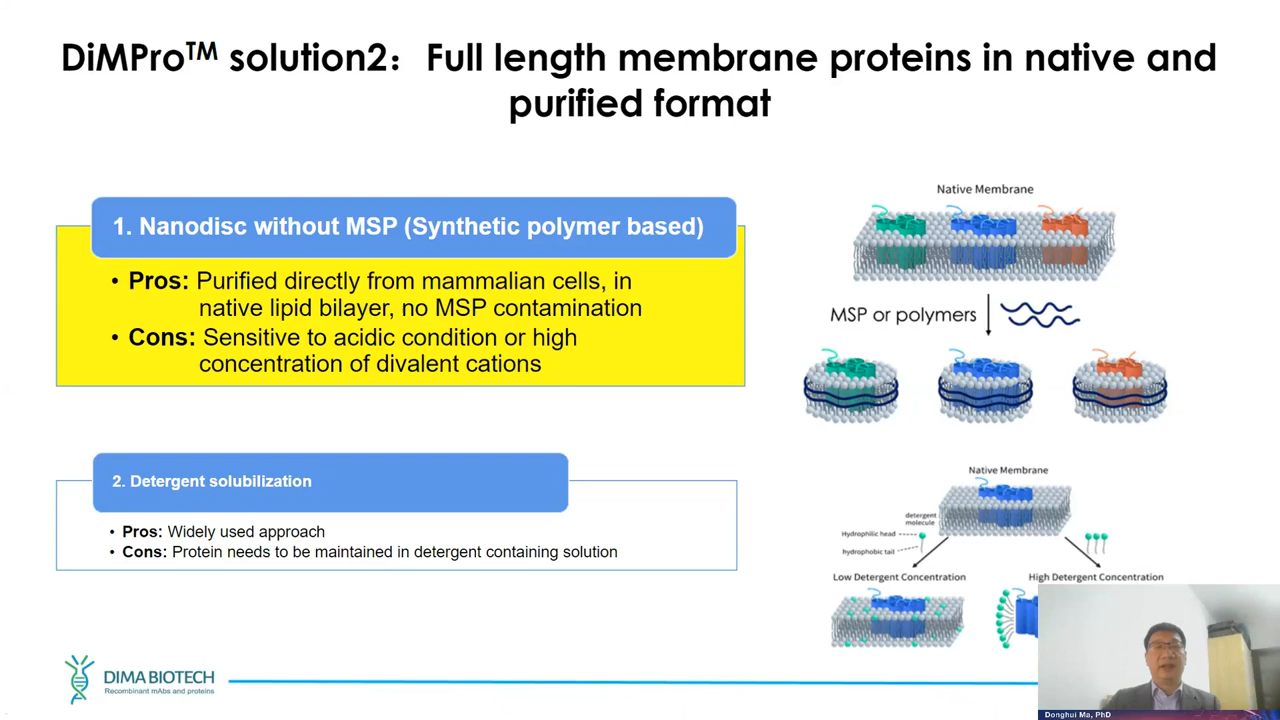 DiMPro™ solution2：Full length membrane proteins in native and
purified format
1. Nanodisc without MSP (Synthetic polymer based)
• Pros: Purified directly from mammalian cells, in
native lipid bilayer, no MSP contamination
• Cons: Sensitive to acidic condition or high
concentration of divalent cations
2. Detergent solubilization
• Pros: Widely used approach
• Cons: Protein needs to be maintained in detergent containing solution
Native Membrane
MSP or polymers
Native Membrane
detergent
molecule
Hydrophilic head
hydrophobic tail
Low Detergent Concentration
High Detergent Concentration
DIMA BIOTECH
Recombinant mAbs and proteins
Donghui Ma, PhD